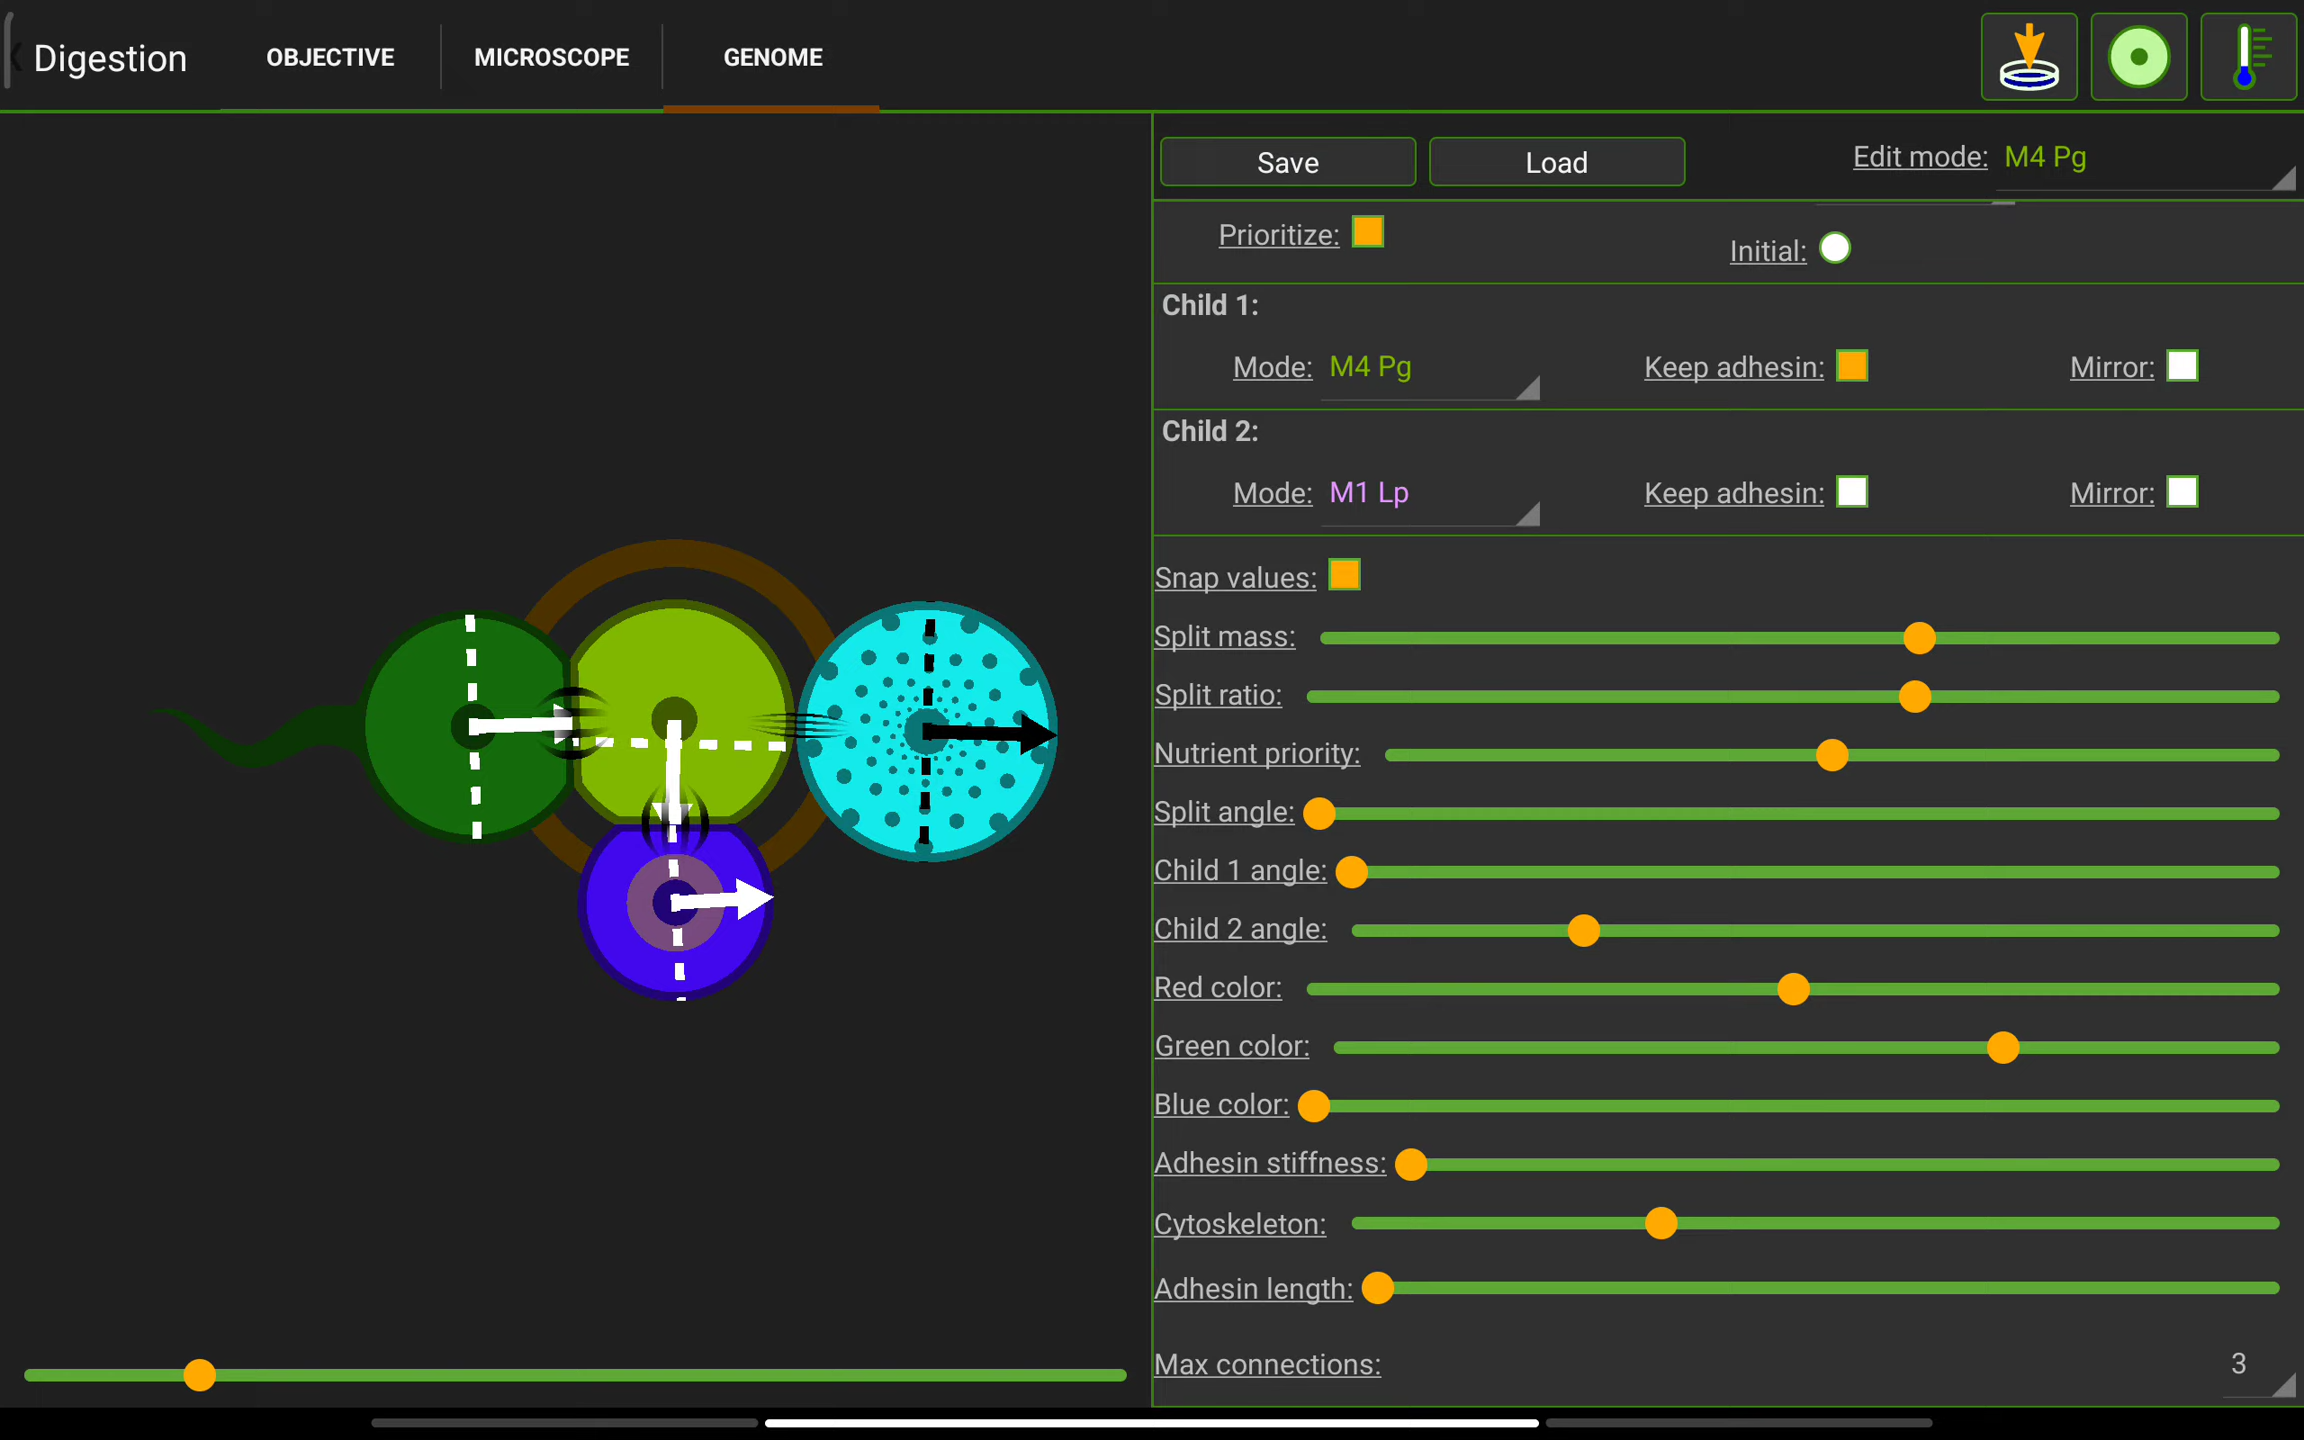 Digestion OBJECTIVE MICROSCOPE GENOME
Save Load Edit mode: M4 Pg
Prioritize: Initial:
Child 1:
Mode: M4 Pg Keep adhesin: Mirror:
Child 2:
Mode: M1 Lp Keep adhesin: Mirror:
Snap values:
Split mass:
Split ratio:
Nutrient priority:
Split angle:
Child 1 angle:
Child 2 angle:
Red color:
Green color:
Blue color:
Adhesin stiffness:
Cytoskeleton:
Adhesin length:
Max connections: 3